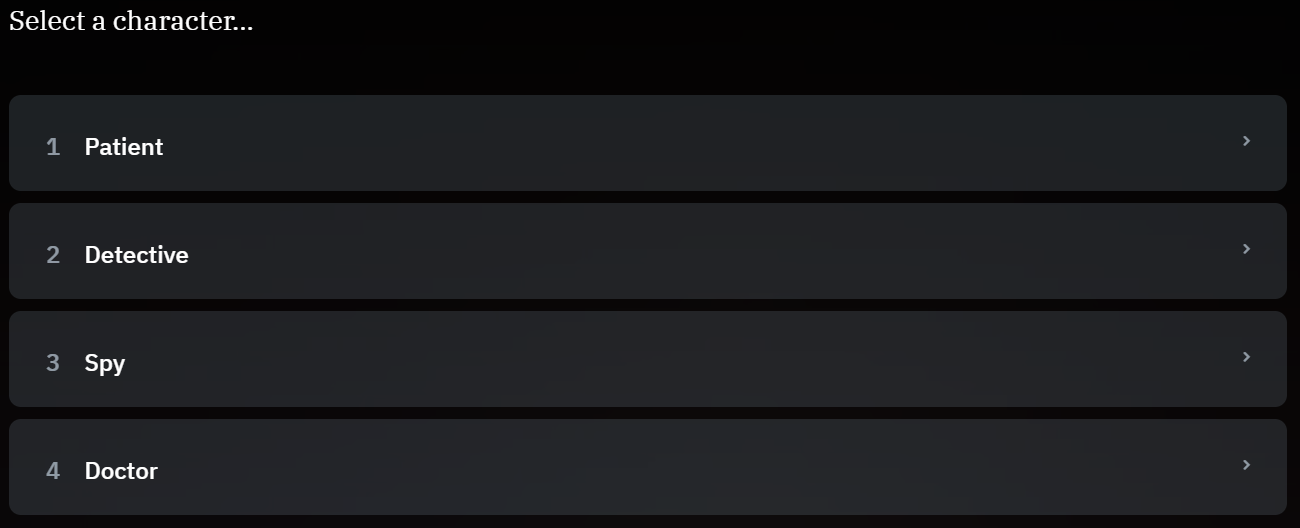 Select a character...
1 Patient
2 Detective
3 Spy
4 Doctor